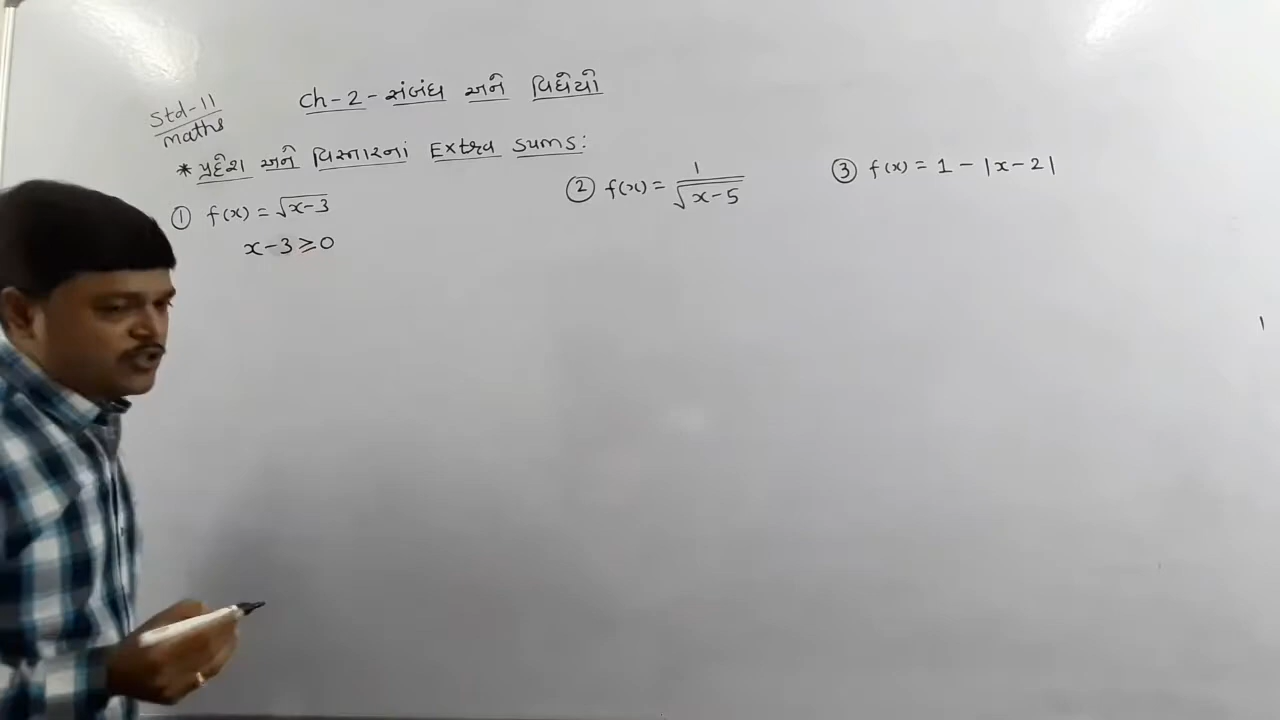 Std-11
maths
Ch-2-સંબંધ અને વિધેયો
* પ્રદેશ અને વિસ્તારનાં Extra sums:
① f(x) = √x-3
x-3 ≥ 0
② f(x) = 1/√x-5
③ f(x) = 1 - |x-2|